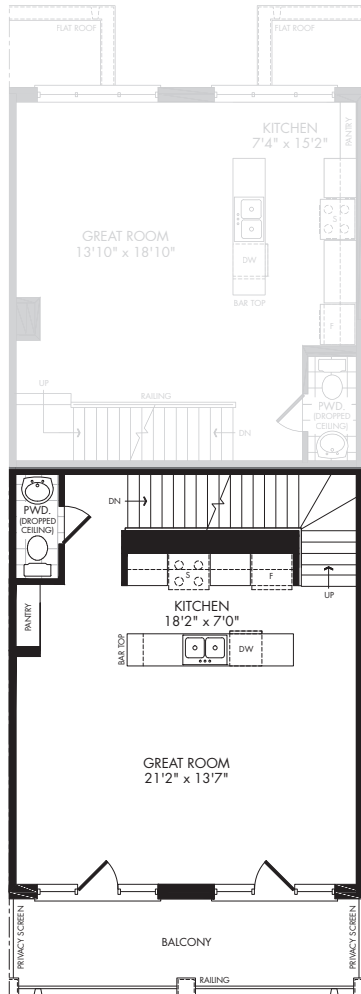 FLAT ROOF
FLAT ROOF
KITCHEN
7'4" x 15'2"
PANTRY
S
GREAT ROOM
13'10" x 18'10"
DW
BAR TOP
F
UP
RAILING
DN
PWD.
(DROPPED
CEILING)
DN
PWD.
(DROPPED
CEILING)
S
F
UP
PANTRY
KITCHEN
18'2" x 7'0"
BAR TOP
DW
GREAT ROOM
21'2" x 13'7"
PRIVACY SCREEN
BALCONY
PRIVACY SCREEN
RAILING